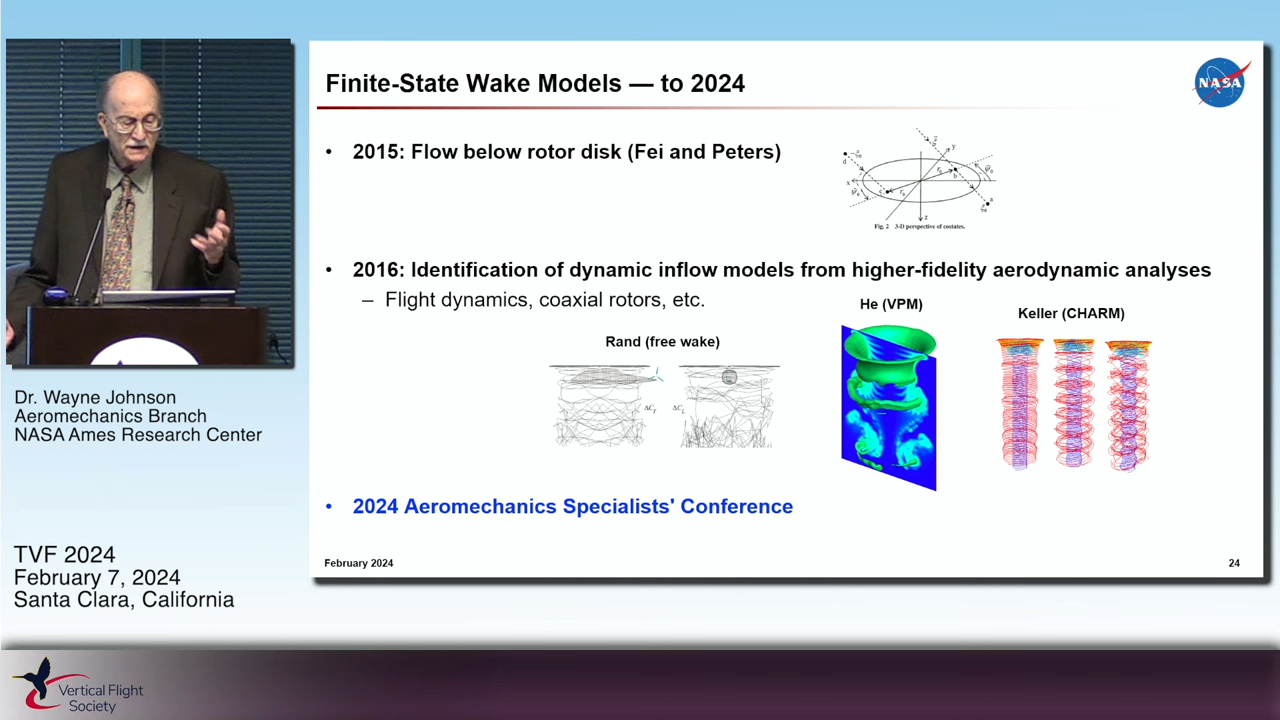 Finite-State Wake Models — to 2024
NASA
• 2015: Flow below rotor disk (Fei and Peters)
Fig. 2 3-D perspective of costates.
• 2016: Identification of dynamic inflow models from higher-fidelity aerodynamic analyses
– Flight dynamics, coaxial rotors, etc.
He (VPM)
Keller (CHARM)
Rand (free wake)
ΔC_T
ΔC_L
• 2024 Aeromechanics Specialists' Conference
February 2024
24
Dr. Wayne Johnson
Aeromechanics Branch
NASA Ames Research Center
TVF 2024
February 7, 2024
Santa Clara, California
Vertical Flight
Society